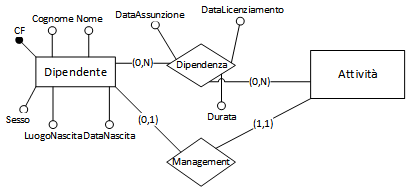 Cognome Nome
DataAssunzione
DataLicenziamento
CF
Dipendente
(0,N)
Dipendenza
(0,N)
Attività
Sesso
LuogoNascita
DataNascita
Durata
(0,1)
(1,1)
Management